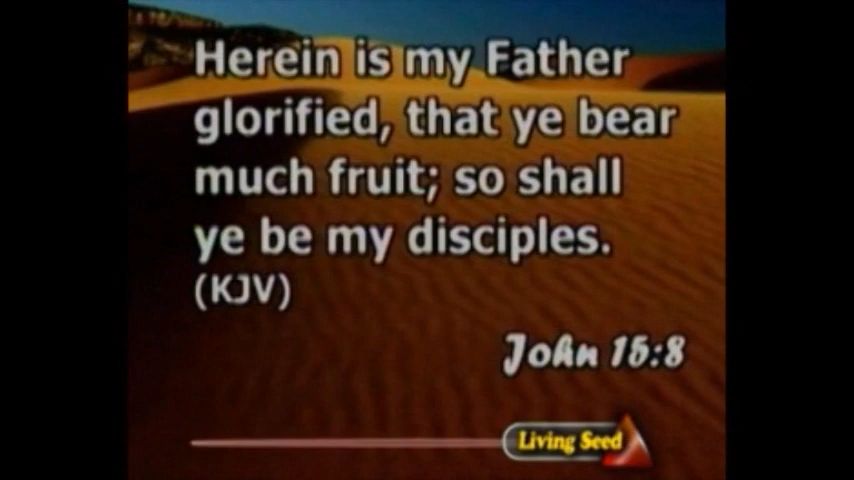 Herein is my Father
glorified, that ye bear
much fruit; so shall
ye be my disciples.
(KJV)
John 15:8
Living Seed